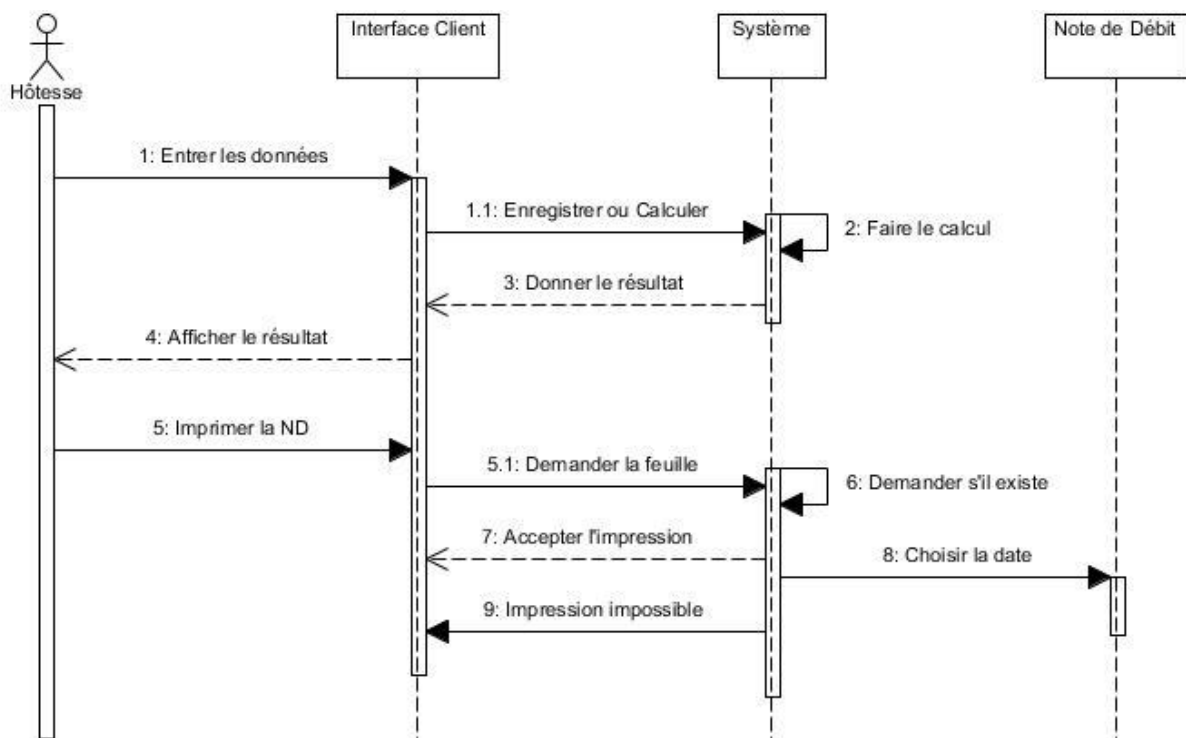 Interface Client
Système
Note de Débit
Hôtesse
1: Entrer les données
1.1: Enregistrer ou Calculer
2: Faire le calcul
3: Donner le résultat
4: Afficher le résultat
5: Imprimer la ND
5.1: Demander la feuille
6: Demander s'il existe
7: Accepter l'impression
8: Choisir la date
9: Impression impossible